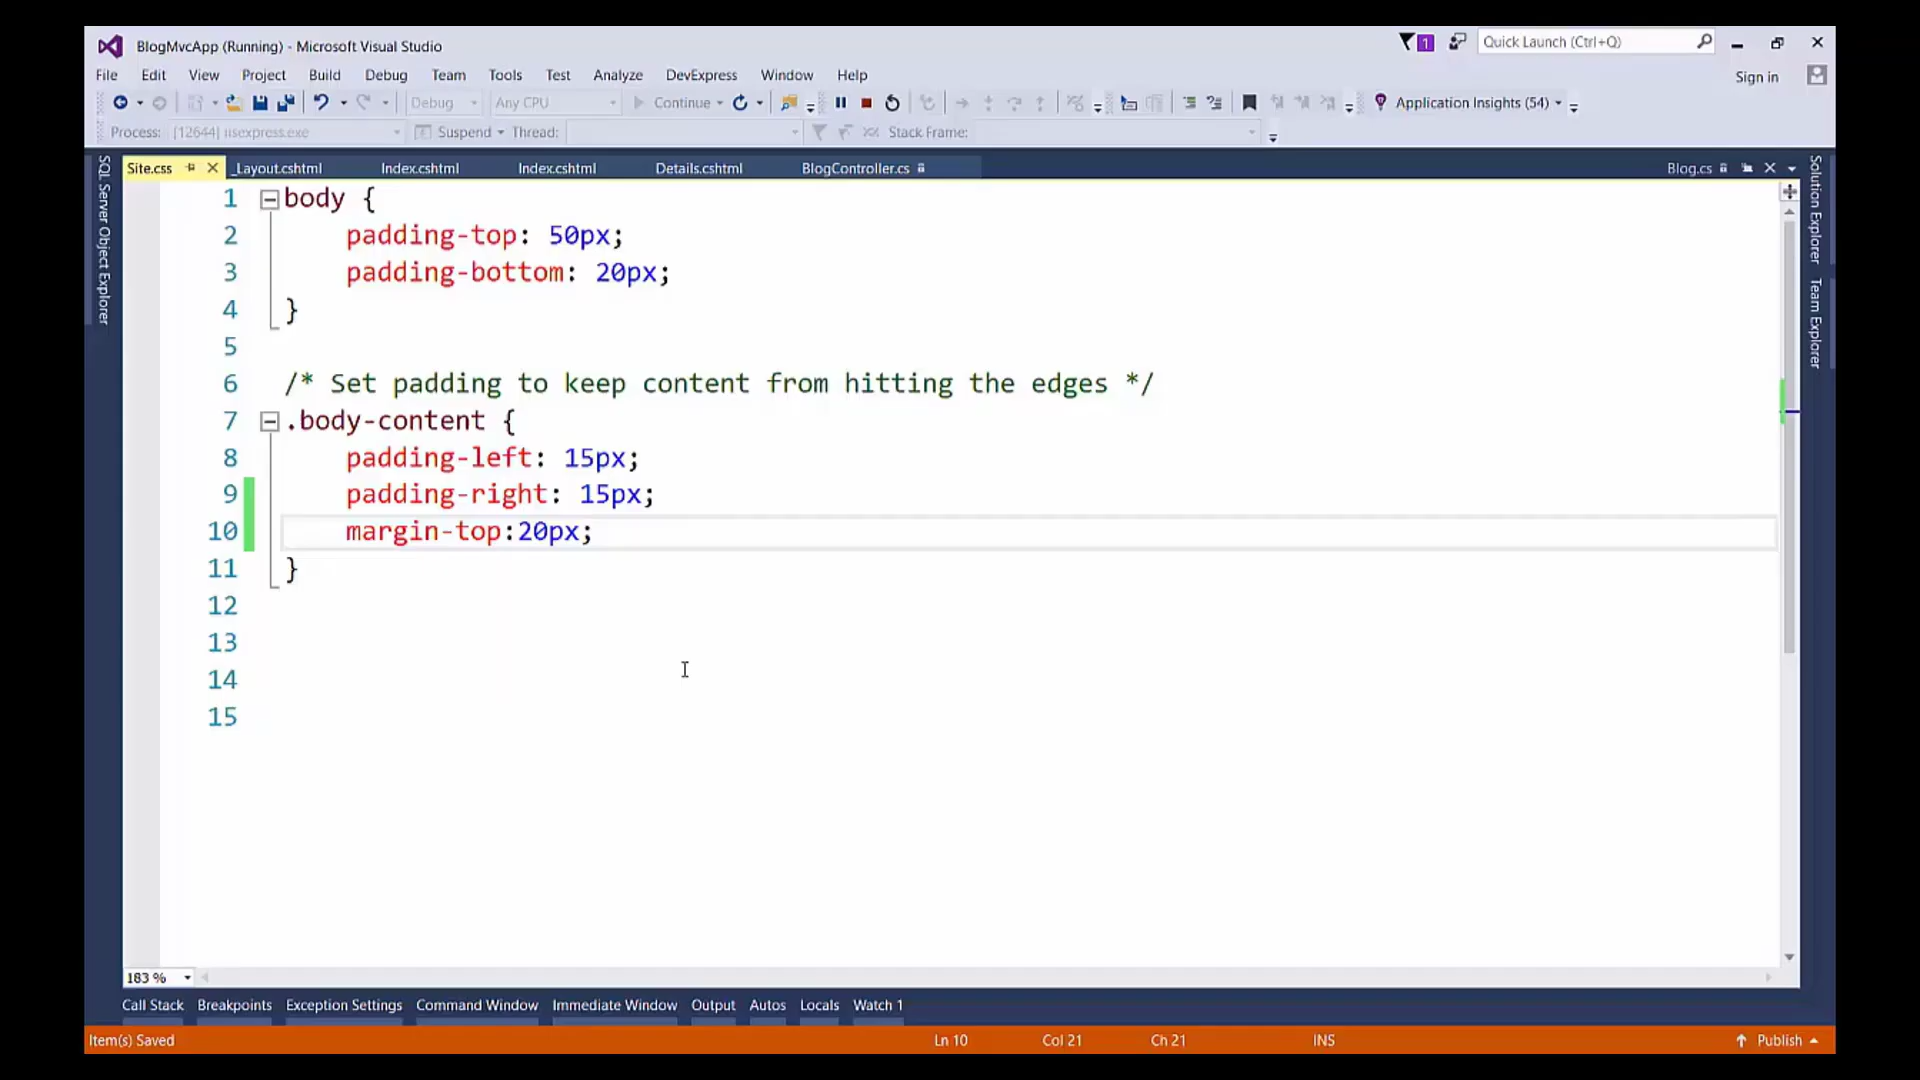 BlogMvcApp (Running) - Microsoft Visual Studio
1
Quick Launch (Ctrl+Q)
File Edit View Project Build Debug Team Tools Test Analyze DevExpress Window Help
Sign in
Debug Any CPU Continue Application Insights (54)
Process: [12644] iisexpress.exe Suspend Thread: Stack Frame:
SQL Server Object Explorer
Site.css _Layout.cshtml Index.cshtml Index.cshtml Details.cshtml BlogController.cs Blog.cs
Solution Explorer
Team Explorer
1 body {
2 padding-top: 50px;
3 padding-bottom: 20px;
4 }
5
6 /* Set padding to keep content from hitting the edges */
7 .body-content {
8 padding-left: 15px;
9 padding-right: 15px;
10 margin-top:20px;
11 }
12
13
14
15
183 %
Call Stack Breakpoints Exception Settings Command Window Immediate Window Output Autos Locals Watch 1
Item(s) Saved Ln 10 Col 21 Ch 21 INS Publish